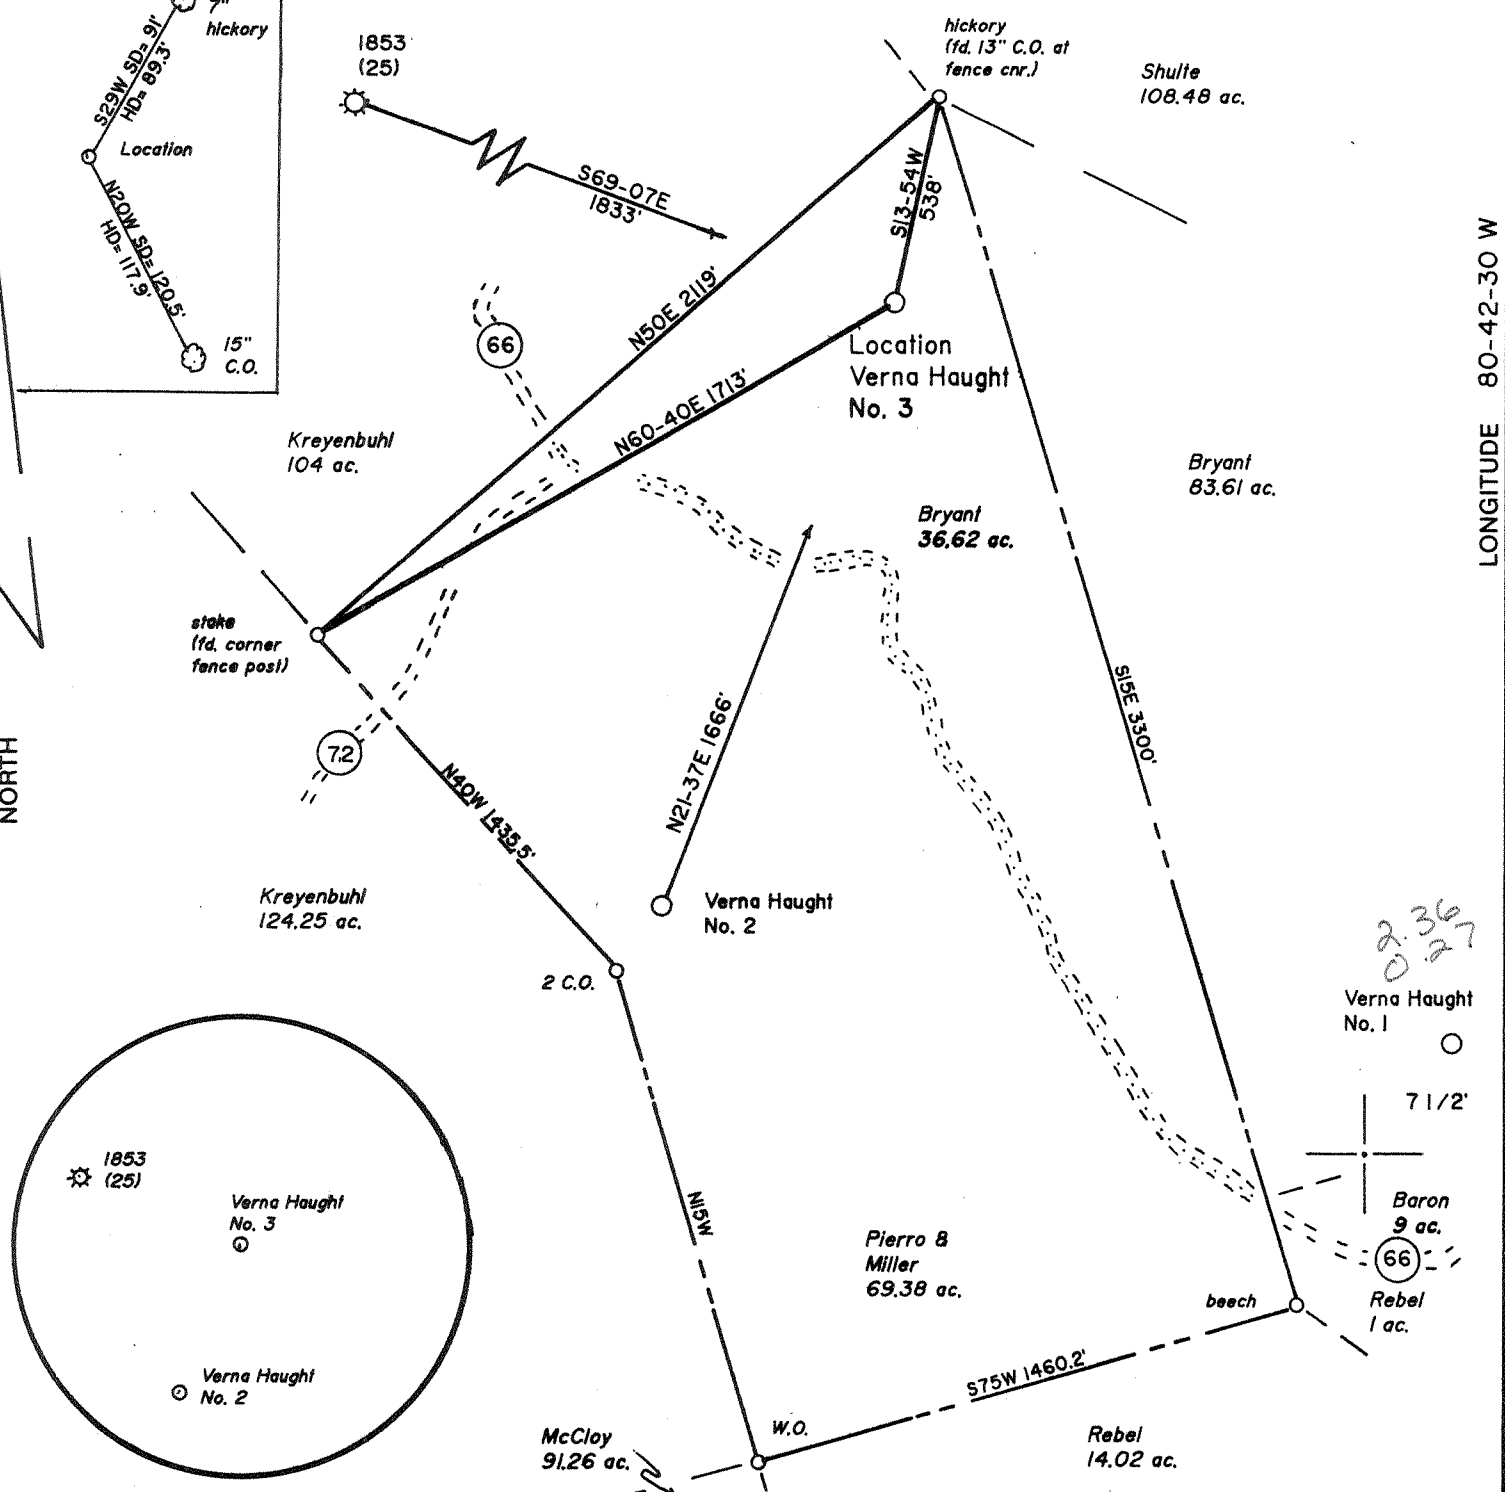 7"
hickory
S29W SD= 91'
HD= 89.3'
Location
N20W SD= 120.5'
HD= 117.9'
15"
C.O.
1853
(25)
S69-07E
1833'
hickory
(fd. 13" C.O. at
fence cnr.)
Shulte
108.48 ac.
S13-54W
538'
N50E 2119'
66
Location
Verna Haught
No. 3
N60-40E 1713'
Kreyenbuhl
104 ac.
Bryant
83.61 ac.
Bryant
36.62 ac.
LONGITUDE 80-42-30 W
stake
(fd. corner
fence post)
S15E 3300'
NORTH
72
N40W 1435.5'
N21-37E 1666'
Verna Haught
No. 2
Kreyenbuhl
124.25 ac.
2 C.O.
2.36
0.27
Verna Haught
No. 1
7 1/2'
1853
(25)
Verna Haught
No. 3
Verna Haught
No. 2
N15W
Pierro &
Miller
69.38 ac.
Baron
9 ac.
66
Rebel
1 ac.
beech
S75W 1460.2'
W.O.
McCloy
91.26 ac.
Rebel
14.02 ac.